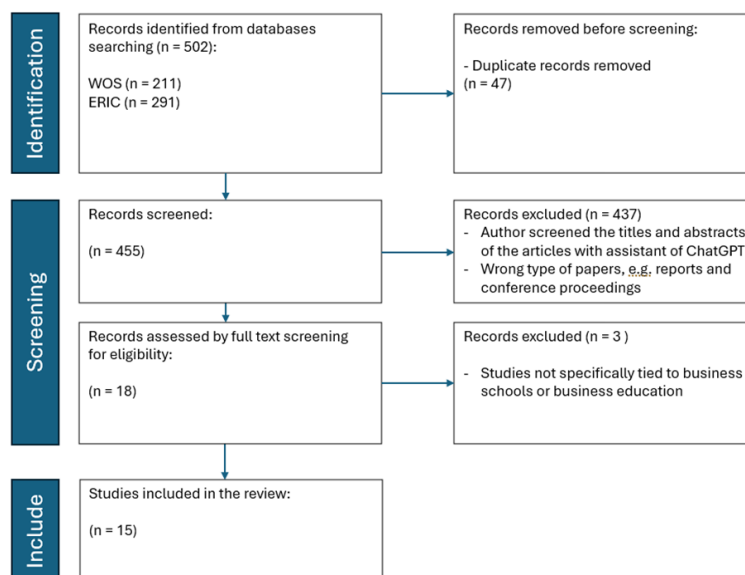 Identification
Records identified from databases
searching (n = 502):
WOS (n = 211)
ERIC (n = 291)
Records removed before screening:
- Duplicate records removed
(n = 47)
Screening
Records screened:
(n = 455)
Records excluded (n = 437)
- Author screened the titles and abstracts
of the articles with assistant of ChatGPT
- Wrong type of papers, e.g. reports and
conference proceedings
Records assessed by full text screening
for eligibility:
(n = 18)
Records excluded (n = 3 )
- Studies not specifically tied to business
schools or business education
Include
Studies included in the review:
(n = 15)